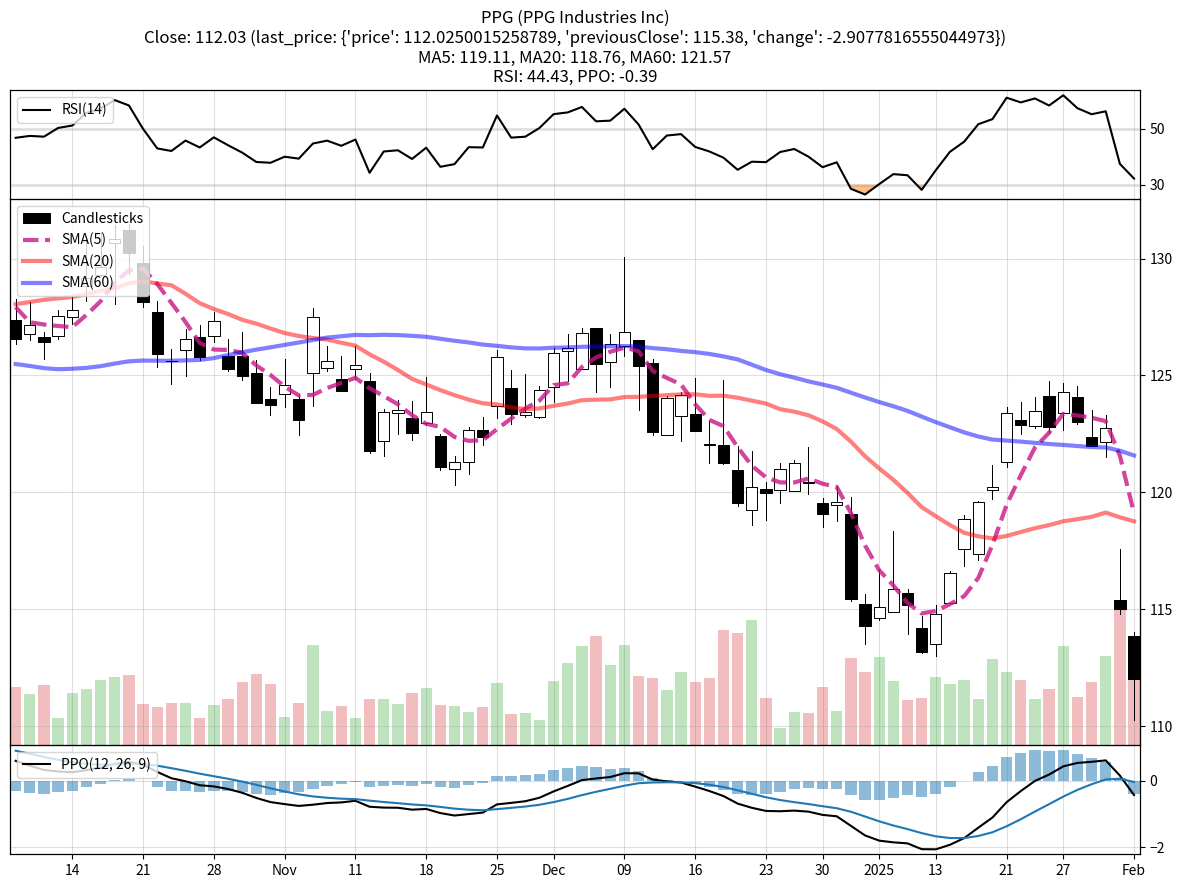 PPG (PPG Industries Inc)
Close: 112.03 (last_price: {'price': 112.0250015258789, 'previousClose': 115.38, 'change': -2.9077816555044973})
MA5: 119.11, MA20: 118.76, MA60: 121.57
RSI: 44.43, PPO: -0.39
RSI(14)
50
30
Candlesticks
SMA(5)
SMA(20)
SMA(60)
130
125
120
115
110
PPO(12, 26, 9)
0
−2
14 21 28 Nov 11 18 25 Dec 09 16 23 30 2025 13 21 27 Feb